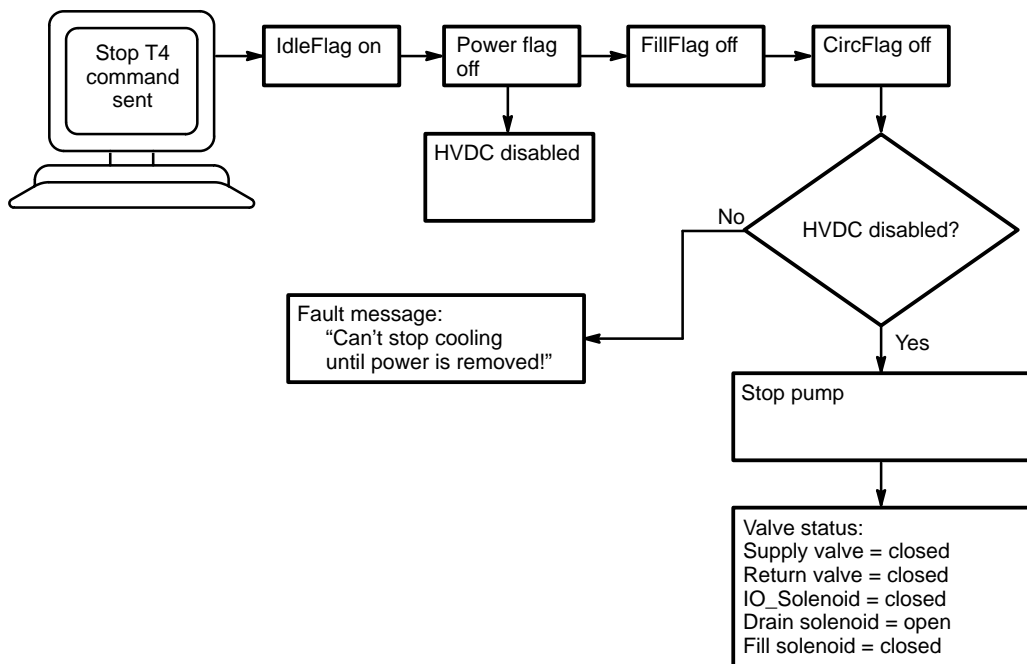 Stop T4
command
sent
IdleFlag on
Power flag
off
FillFlag off
CircFlag off
HVDC disabled
HVDC disabled?
No
Fault message:
“Can’t stop cooling
until power is removed!”
Yes
Stop pump
Valve status:
Supply valve = closed
Return valve = closed
IO_Solenoid = closed
Drain solenoid = open
Fill solenoid = closed